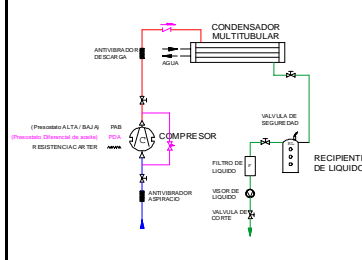 CONDENSADOR
MULTITUBULAR
ANTIVIBRADOR
DESCARGA
AGUA
VALVULA DE
SEGUREDAD
(Presostato ALTA / BAJA) PAB
(Presostato Diferencial de aceite) PDA
RESISTENCIA CARTER
C
COMPRESOR
FILTRO DE
LIQUIDO
F
R/L
RECIPIENTE
DE LIQUIDO
VISOR DE
LIQUIDO
ANTIVIBRADOR
ASPIRACIO
VALVULA DE
CORTE